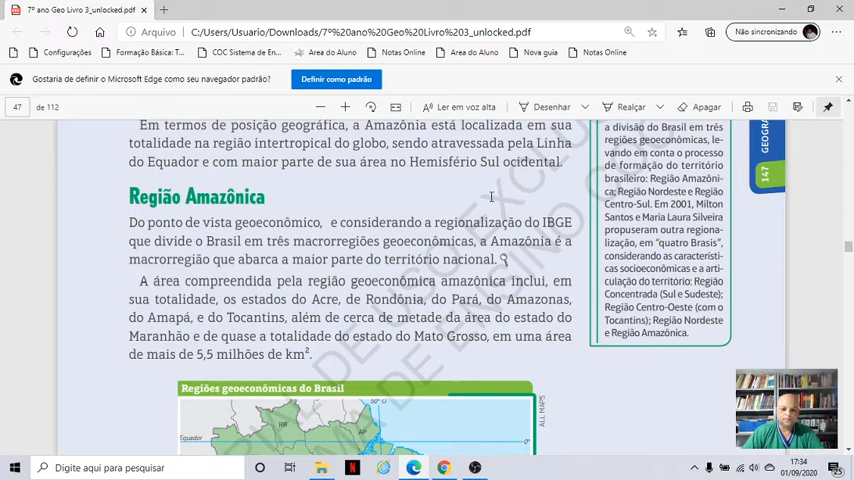 7º ano Geo Livro 3_unlocked.pdf
Arquivo
C:/Users/Usuario/Downloads/7º%20ano%20Geo%20Livro%203_unlocked.pdf
Não sincronizando
Configurações
Formação Básica: T...
COC Sistema de En...
Area do Aluno
Notas Online
Area do Aluno
Nova guia
Notas Online
Gostaria de definir o Microsoft Edge como seu navegador padrão?
Definir como padrão
47
de 112
Ler em voz alta
Desenhar
Realçar
Apagar
Em termos de posição geográfica, a Amazônia está localizada em sua
totalidade na região intertropical do globo, sendo atravessada pela Linha
do Equador e com maior parte de sua área no Hemisfério Sul ocidental.
Região Amazônica
Do ponto de vista geoeconômico, e considerando a regionalização do IBGE
que divide o Brasil em três macrorregiões geoeconômicas, a Amazônia é a
macrorregião que abarca a maior parte do território nacional.
A área compreendida pela região geoeconômica amazônica inclui, em
sua totalidade, os estados do Acre, de Rondônia, do Pará, do Amazonas,
do Amapá, e do Tocantins, além de cerca de metade da área do estado do
Maranhão e de quase a totalidade do estado do Mato Grosso, em uma área
de mais de 5,5 milhões de km².
a divisão do Brasil em três
regiões geoeconômicas, le-
vando em conta o processo
de formação do território
brasileiro: Região Amazôni-
ca; Região Nordeste e Região
Centro-Sul. Em 2001, Milton
Santos e Maria Laura Silveira
propuseram outra regiona-
lização, em “quatro Brasis”,
considerando as caracterís-
ticas socioeconômicas e a arti-
culação do território: Região
Concentrada (Sul e Sudeste);
Região Centro-Oeste (com o
Tocantins); Região Nordeste
e Região Amazônica.
147
GEOGRA
Regiões geoeconômicas do Brasil
50° O
RR
AP
Equador
0°
ALL MAPS
DE USO EXCLU
MA DE ENSINO
Digite aqui para pesquisar
17:34
01/09/2020
25